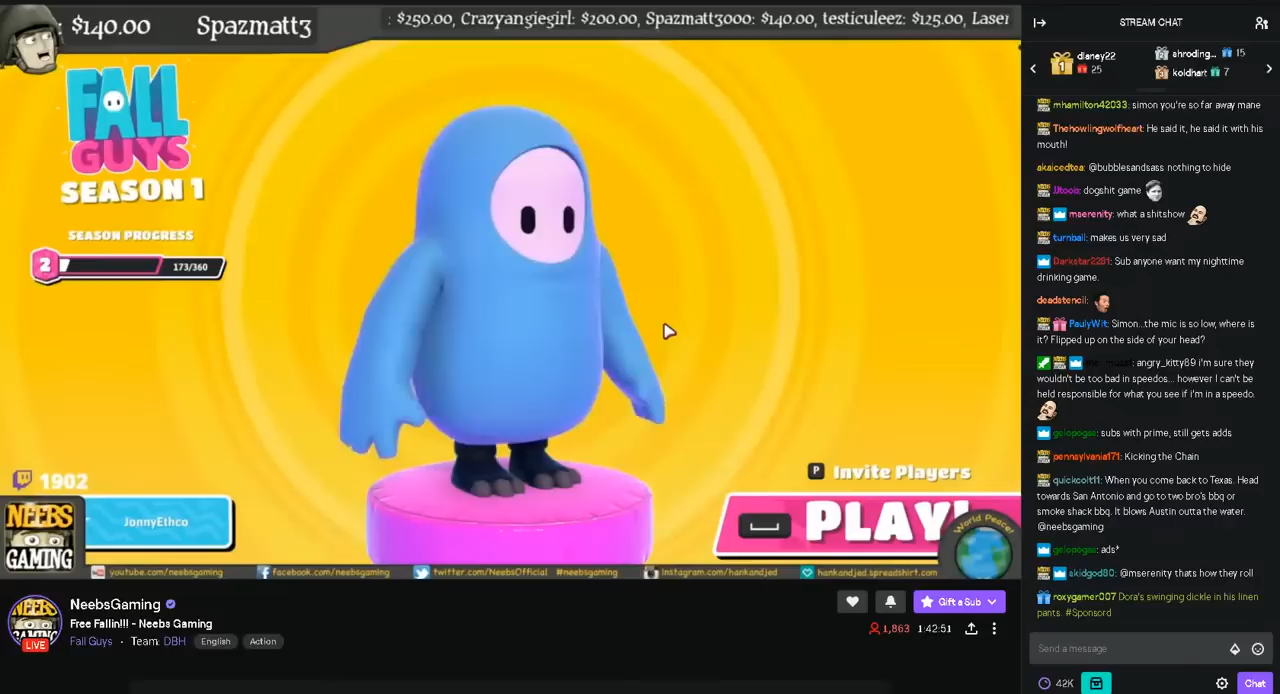 $140.00 Spazmatt3
: $250.00, Crazyangiegirl: $200.00, Spazmatt3000: $140.00, testiculeez: $125.00, Laser
FALL
GUYS
SEASON 1
SEASON PROGRESS
2 173/360
1902
NEEBS
GAMING
JonnyEthco
P Invite Players
PLAY!
World Peace!
youtube.com/neebsgaming facebook.com/neebsgaming twitter.com/NeebsOfficial #neebsgaming instagram.com/hankandjed hankandjed.spreadshirt.com
NeebsGaming
Free Fallin!!! - Neebs Gaming
LIVE
Fall Guys · Team: DBH English Action
Gift a Sub
1,863 1:42:51
STREAM CHAT
1 dianey22 25
shroding... 15
koldhart 7
mhamilton42033: simon you're so far away mane
Thehowlingwolfheart: He said it, he said it with his
mouth!
akaicedtea: @bubblesandsass nothing to hide
JJtoob: dogshit game
mserenity: what a shitshow
turnball: makes us very sad
Darkstar2281: Sub anyone want my nighttime
drinking game.
deadstencil:
PaulyWit: Simon...the mic is so low, where is
it? Flipped up on the side of your head?
angry_kitty89 i'm sure they
wouldn't be too bad in speedos... however I can't be
held responsible for what you see if i'm in a speedo.
gelopogss: subs with prime, still gets adds
pennsylvania171: Kicking the Chain
quickcolt11: When you come back to Texas. Head
towards San Antonio and go to two bro's bbq or
smoke shack bbq. It blows Austin outta the water.
@neebsgaming
gelopogss: ads*
skidgod80: @mserenity thats how they roll
roxygamer007 Dora's swinging dickle in his linen
pants. #Sponsord
Send a message
42K Chat